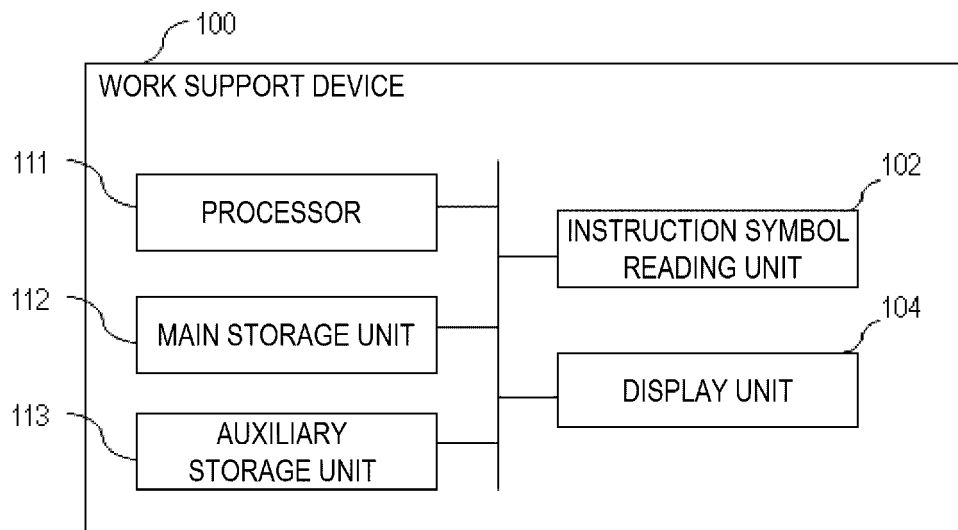 100
WORK SUPPORT DEVICE
111
PROCESSOR
102
INSTRUCTION SYMBOL
READING UNIT
112
MAIN STORAGE UNIT
104
DISPLAY UNIT
113
AUXILIARY
STORAGE UNIT